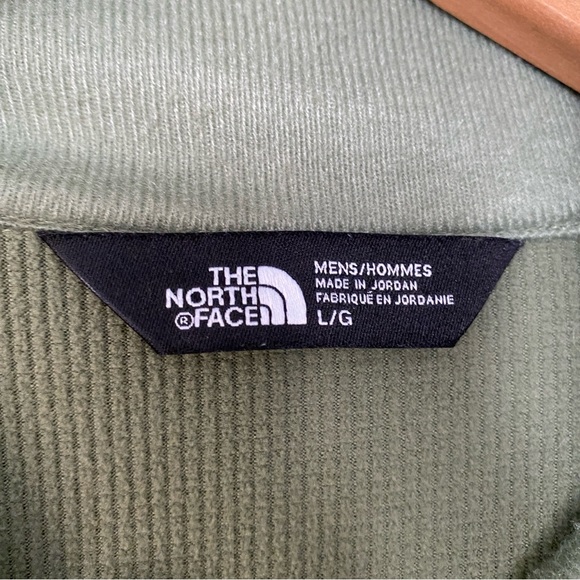 THE
NORTH
®FACE
MENS/HOMMES
MADE IN JORDAN
FABRIQUÉ EN JORDANIE
L/G